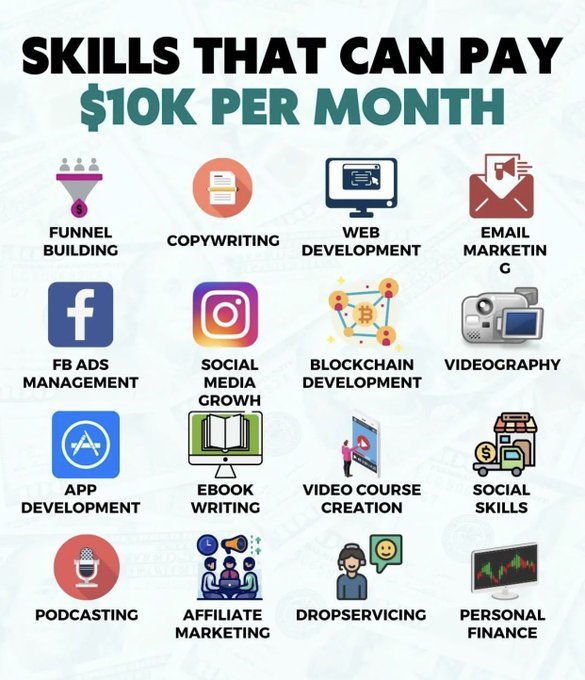 SKILLS THAT CAN PAY
$10K PER MONTH
FUNNEL
BUILDING
COPYWRITING
WEB
DEVELOPMENT
EMAIL
MARKETIN
G
FB ADS
MANAGEMENT
SOCIAL
MEDIA
GROWH
BLOCKCHAIN
DEVELOPMENT
VIDEOGRAPHY
APP
DEVELOPMENT
EBOOK
WRITING
VIDEO COURSE
CREATION
SOCIAL
SKILLS
PODCASTING
AFFILIATE
MARKETING
DROPSERVICING
PERSONAL
FINANCE